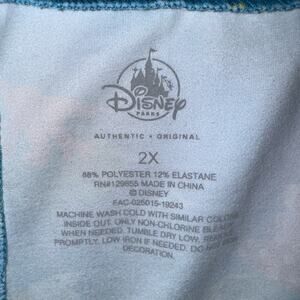 Disney
PARKS
AUTHENTIC • ORIGINAL
2X
88% POLYESTER 12% ELASTANE
RN#129655 MADE IN CHINA
© DISNEY
FAC-025015-19243
MACHINE WASH COLD WITH SIMILAR
INSIDE OUT. ONLY NON-CHLORINE
WHEN NEEDED. TUMBLE DRY LOW.
PROMPTLY. LOW IRON IF NEEDED. DO
DECORATION.